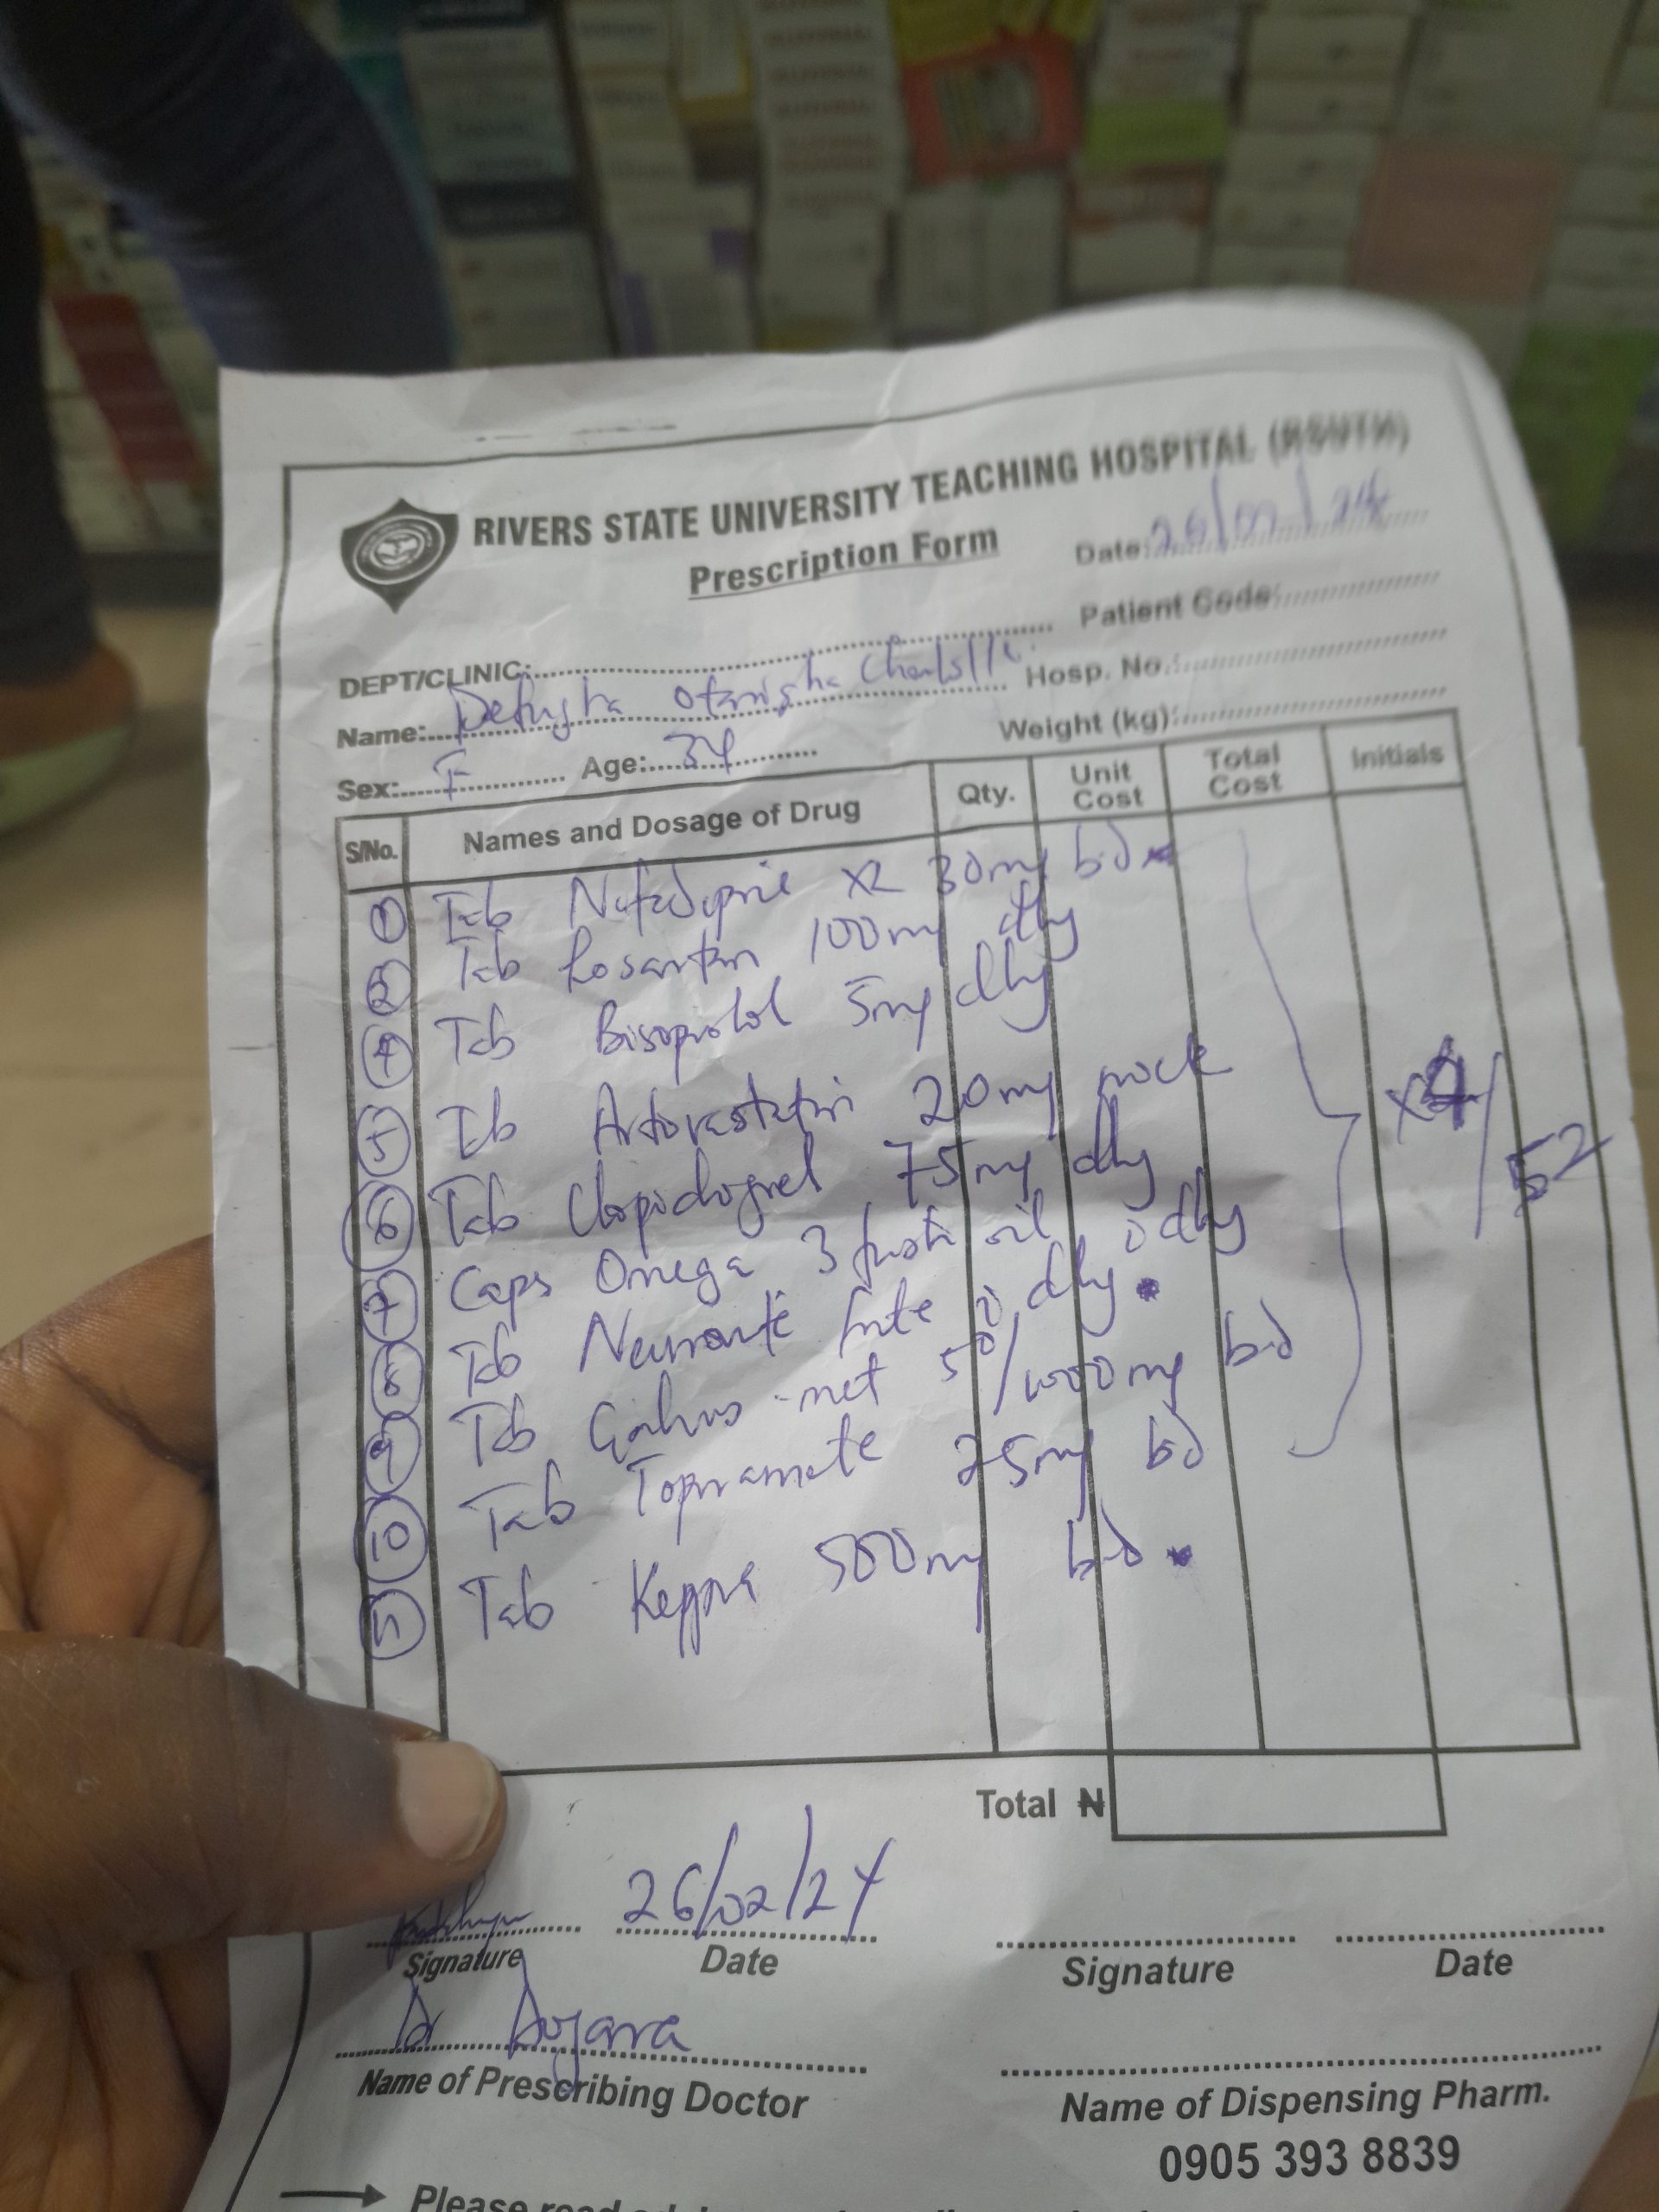 RIVERS STATE UNIVERSITY TEACHING HOSPITAL (RSUTH)
Prescription Form
Date: 26/02/24
Patient Code:
DEPT/CLINIC:
Hosp. No.:
Name:
Weight (kg):
Sex: F Age: 34
S/No. Names and Dosage of Drug Qty. Unit Cost Total Cost Initials
① Tab Nifedipine XR 30mg bd
② Tab Losartan 100mg dly
④ Tab Bisoprolol 5mg dly
⑤ Tab Atorvastatin 20mg nocte
⑥ Tab Clopidogrel 75mg dly
⑦ Caps Omega 3 oil i dly
⑧ Tab forte i dly
⑨ Tab Galvus-met 50/1000mg bd
⑩ Tab Topiramate 25mg bd
Tab Keppra 500mg bd
x4/52
Total ₦
26/02/24
Signature Date Signature Date
Dr
Name of Prescribing Doctor Name of Dispensing Pharm.
0905 393 8839
Please read